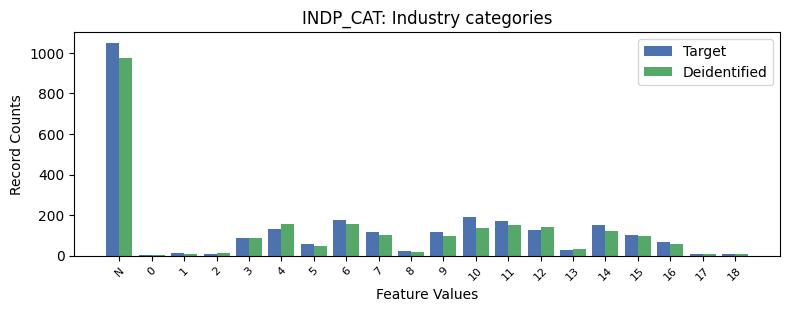 INDP_CAT: Industry categories
Target
Deidentified
Record Counts
1000
800
600
400
200
0
N 0 1 2 3 4 5 6 7 8 9 10 11 12 13 14 15 16 17 18
Feature Values